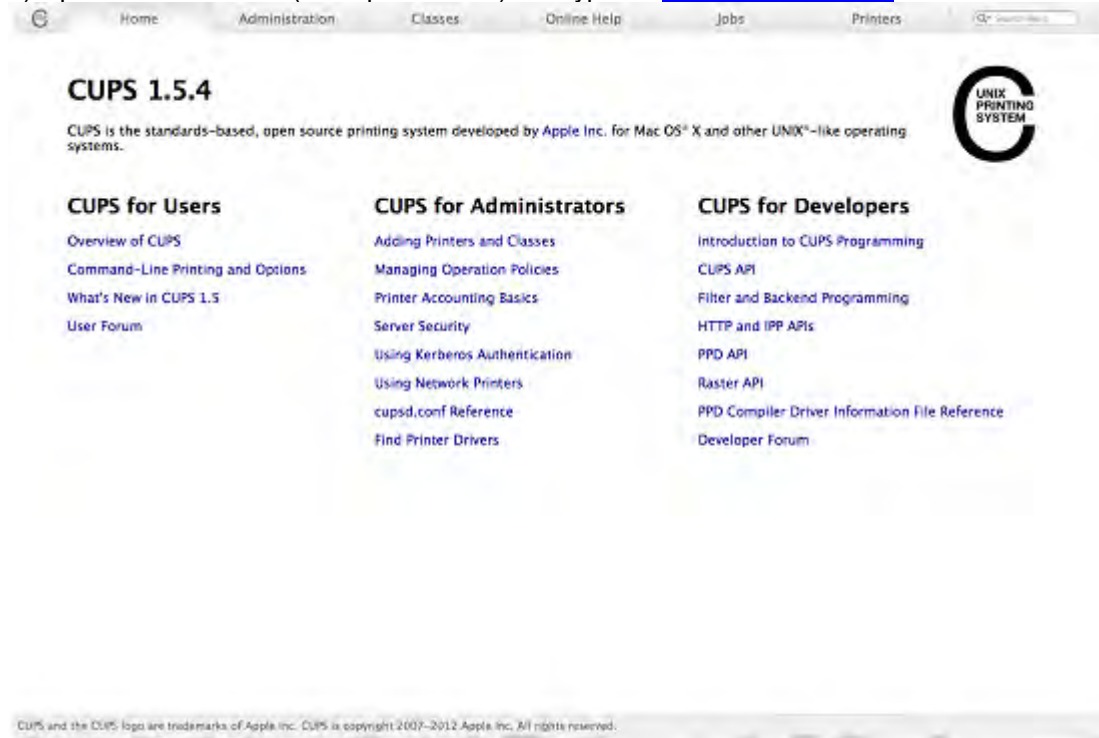 Home Administration Classes Online Help Jobs Printers
CUPS 1.5.4
UNIX
PRINTING
SYSTEM
CUPS is the standards-based, open source printing system developed by Apple Inc. for Mac OS® X and other UNIX®-like operating
systems.
CUPS for Users
Overview of CUPS
Command-Line Printing and Options
What's New in CUPS 1.5
User Forum
CUPS for Administrators
Adding Printers and Classes
Managing Operation Policies
Printer Accounting Basics
Server Security
Using Kerberos Authentication
Using Network Printers
cupsd.conf Reference
Find Printer Drivers
CUPS for Developers
Introduction to CUPS Programming
CUPS API
Filter and Backend Programming
HTTP and IPP APIs
PPD API
Raster API
PPD Compiler Driver Information File Reference
Developer Forum
CUPS and the CUPS logo are trademarks of Apple Inc. CUPS is copyright 2007-2012 Apple Inc. All rights reserved.